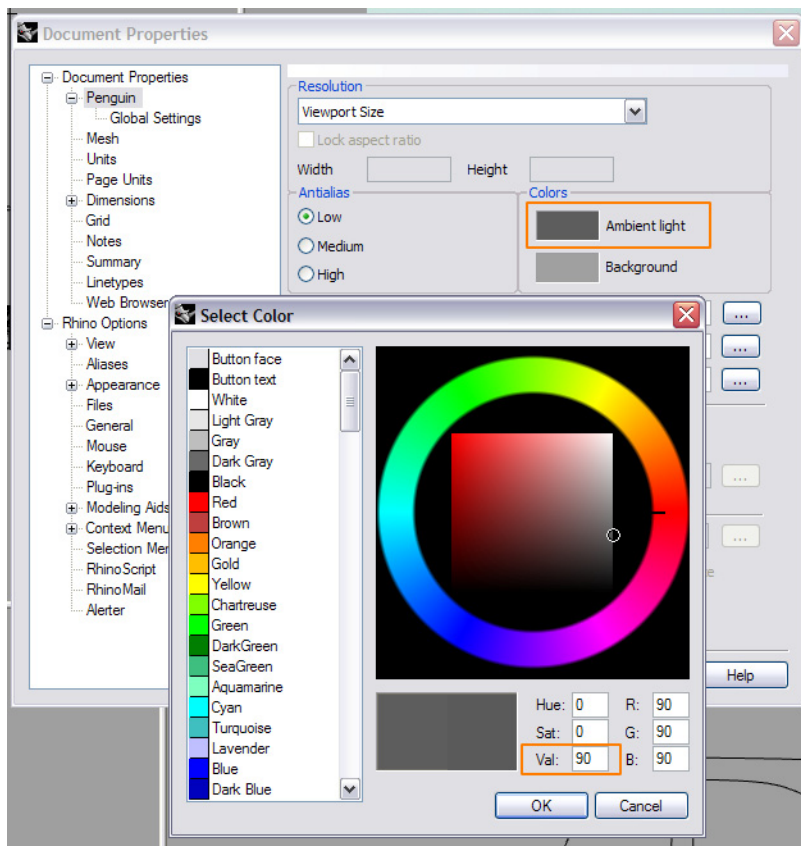 Document Properties
Document Properties
Penguin
Global Settings
Mesh
Units
Page Units
Dimensions
Grid
Notes
Summary
Linetypes
Web Browser
Rhino Options
View
Aliases
Appearance
Files
General
Mouse
Keyboard
Plug-ins
Modeling Aids
Context Menu
Selection Men
RhinoScript
RhinoMail
Alerter
Resolution
Viewport Size
Lock aspect ratio
Width Height
Antialias
Low
Medium
High
Colors
Ambient light
Background
...
...
...
...
...
e
Help
Select Color
Button face
Button text
White
Light Gray
Gray
Dark Gray
Black
Red
Brown
Orange
Gold
Yellow
Chartreuse
Green
DarkGreen
SeaGreen
Aquamarine
Cyan
Turquoise
Lavender
Blue
Dark Blue
Hue: 0 R: 90
Sat: 0 G: 90
Val: 90 B: 90
OK Cancel